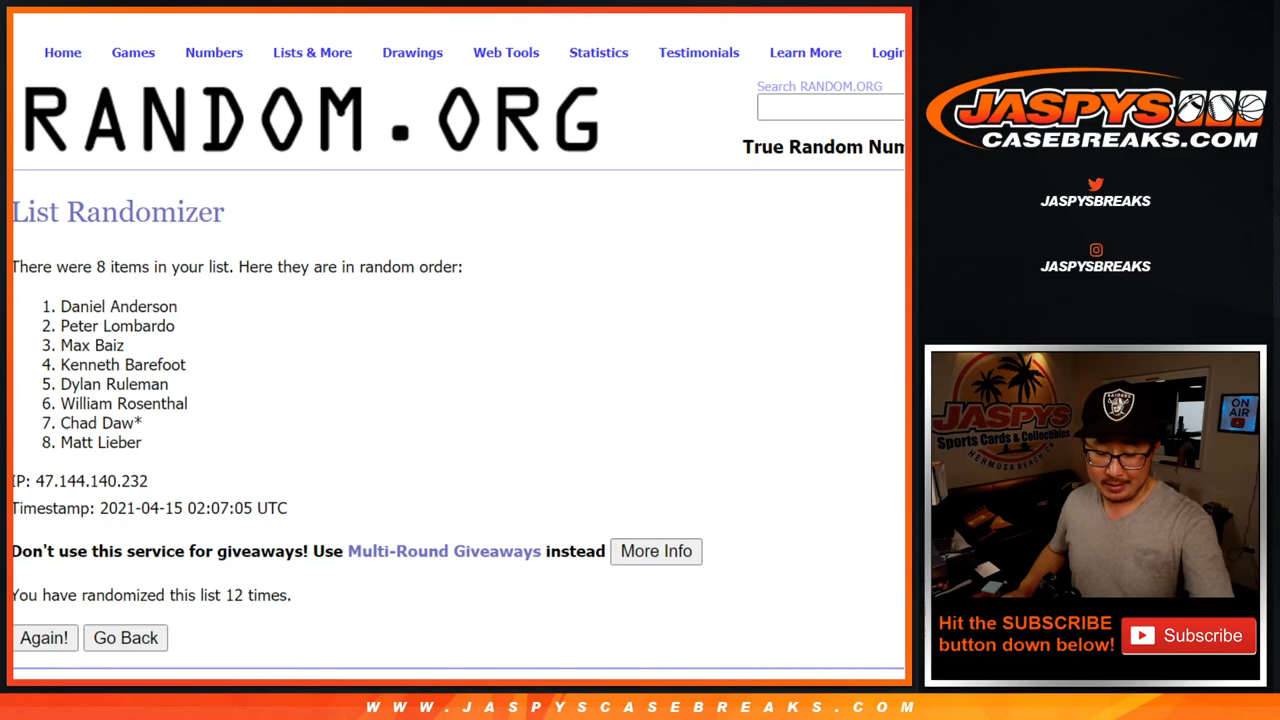 Home Games Numbers Lists & More Drawings Web Tools Statistics Testimonials Learn More Login
RANDOM.ORG
Search RANDOM.ORG
True Random Num
List Randomizer
There were 8 items in your list. Here they are in random order:
1. Daniel Anderson
2. Peter Lombardo
3. Max Baiz
4. Kenneth Barefoot
5. Dylan Ruleman
6. William Rosenthal
7. Chad Daw*
8. Matt Lieber
IP: 47.144.140.232
Timestamp: 2021-04-15 02:07:05 UTC
Don't use this service for giveaways! Use Multi-Round Giveaways instead More Info
You have randomized this list 12 times.
Again! Go Back
JASPYS
CASEBREAKS.COM
JASPYSBREAKS
JASPYSBREAKS
RAIDERS
ON
AIR
JASPYS
Sports Cards & Collectibles
HERMOSA BEACH, CA
Hit the SUBSCRIBE
button down below!
Subscribe
WWW.JASPYSCASEBREAKS.COM